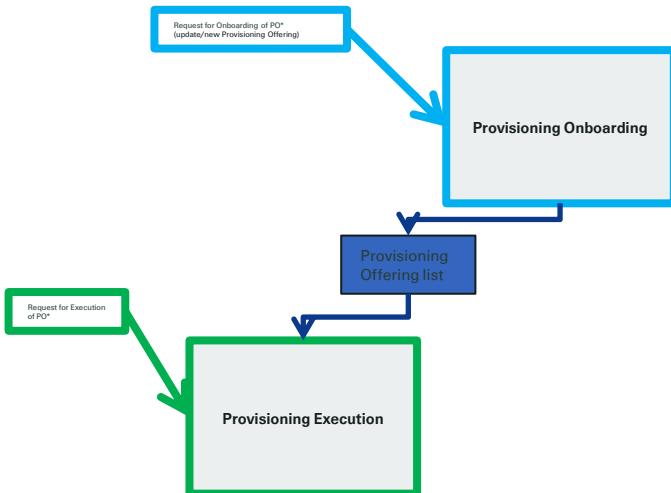 Request for Onboarding of PO*
(update/new Provisioning Offering)
Provisioning Onboarding
Provisioning
Offering list
Request for Execution
of PO*
Provisioning Execution